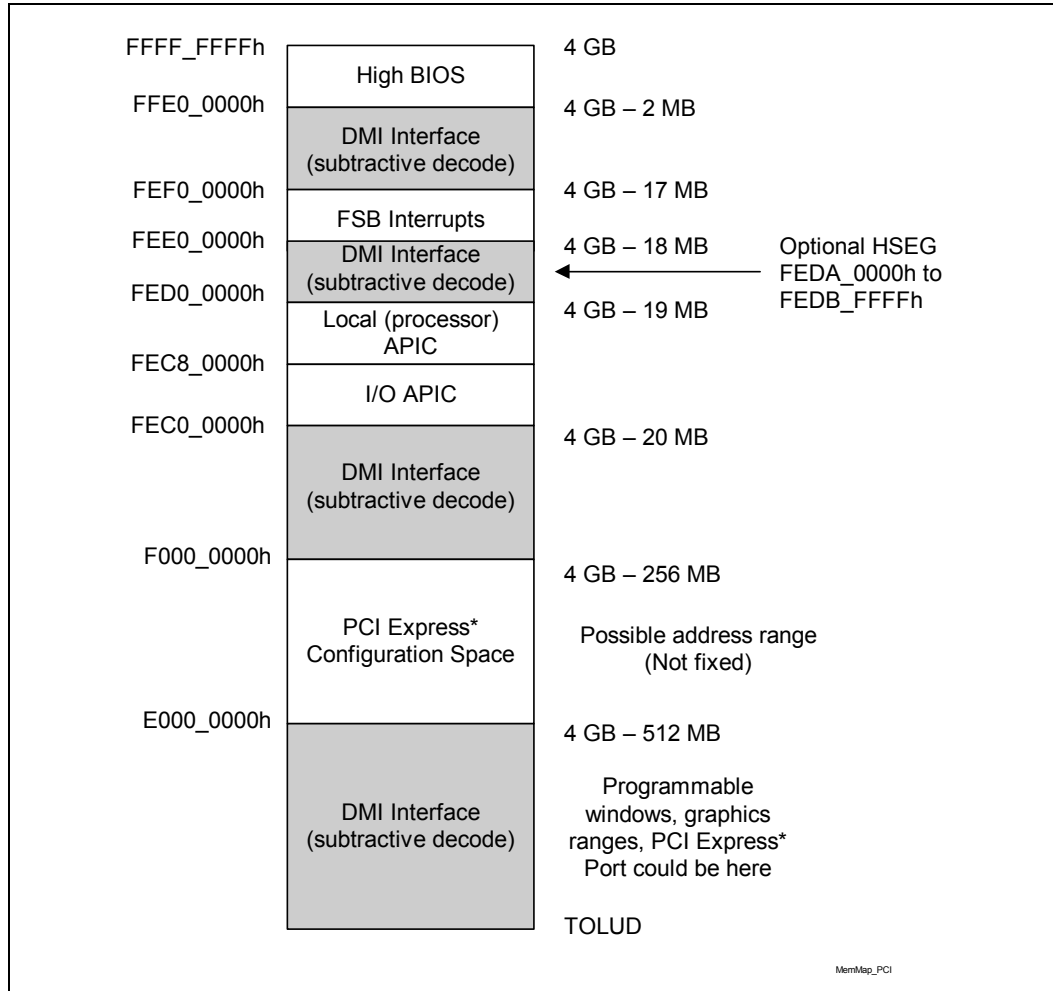 FFFF_FFFFh
4 GB
High BIOS
FFE0_0000h
4 GB – 2 MB
DMI Interface
(subtractive decode)
FEF0_0000h
4 GB – 17 MB
FSB Interrupts
FEE0_0000h
4 GB – 18 MB
DMI Interface
(subtractive decode)
Optional HSEG
FEDA_0000h to
FEDB_FFFFh
FED0_0000h
4 GB – 19 MB
Local (processor)
APIC
FEC8_0000h
I/O APIC
FEC0_0000h
4 GB – 20 MB
DMI Interface
(subtractive decode)
F000_0000h
4 GB – 256 MB
PCI Express*
Configuration Space
Possible address range
(Not fixed)
E000_0000h
4 GB – 512 MB
DMI Interface
(subtractive decode)
Programmable
windows, graphics
ranges, PCI Express*
Port could be here
TOLUD
MemMap_PCI